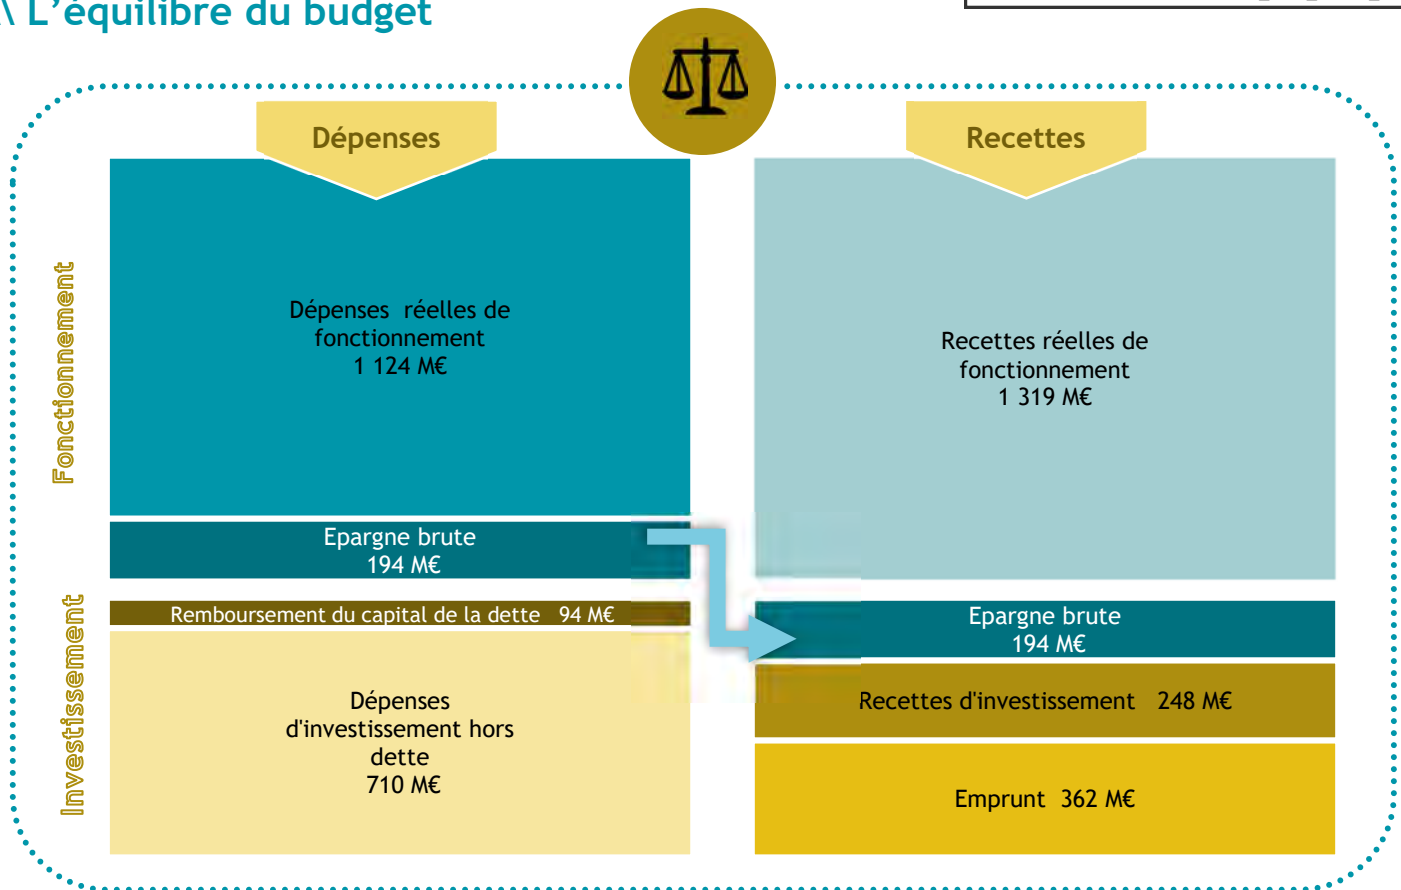 \ L’équilibre du budget
Dépenses
Recettes
Fonctionnement
Dépenses réelles de
fonctionnement
1 124 M€
Recettes réelles de
fonctionnement
1 319 M€
Epargne brute
194 M€
Investissement
Remboursement du capital de la dette 94 M€
Dépenses
d'investissement hors
dette
710 M€
Epargne brute
194 M€
Recettes d'investissement 248 M€
Emprunt 362 M€